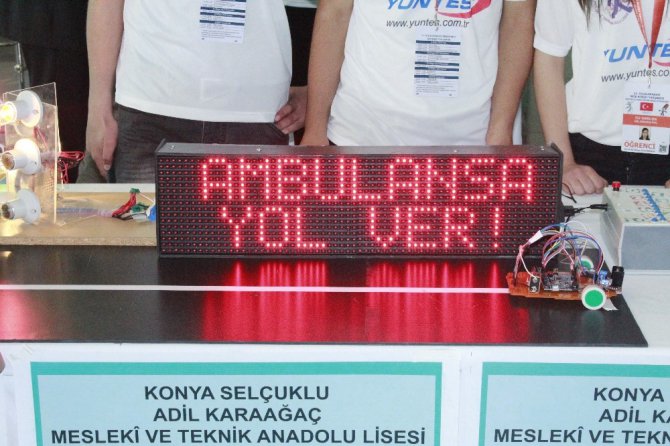 YUNTES
www.yuntes.com.tr
YUNTES
www.yuntes.com
ÖĞRENCİ
AMBULANSA
YOL VER!
KONYA SELÇUKLU
ADİL KARAAĞAÇ
MESLEKÎ VE TEKNİK ANADOLU LİSESİ
KONYA
ADİL KA
MESLEKÎ VE TEKN